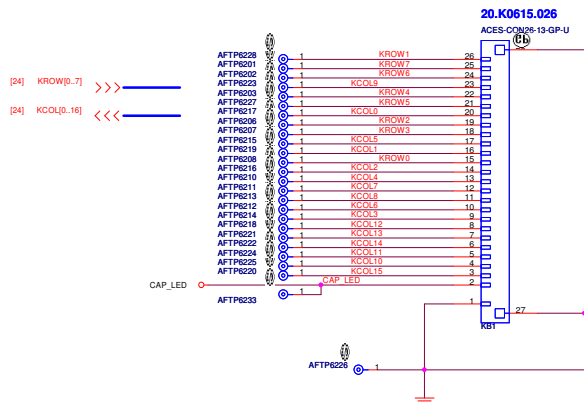 20.K0615.026
ACES-CON26-13-GP-U
[24] KROW[0..7]
[24] KCOL[0..16]
AFTP6228 1 KROW1 26
AFTP6201 1 KROW7 25
AFTP6202 1 KROW6 24
AFTP6223 1 KCOL9 23
AFTP6203 1 KROW4 22
AFTP6227 1 KROW5 21
AFTP6217 1 KCOL0 20
AFTP6206 1 KROW2 19
AFTP6207 1 KROW3 18
AFTP6215 1 KCOL5 17
AFTP6219 1 KCOL1 16
AFTP6208 1 KROW0 15
AFTP6216 1 KCOL2 14
AFTP6210 1 KCOL4 13
AFTP6211 1 KCOL7 12
AFTP6213 1 KCOL8 11
AFTP6212 1 KCOL6 10
AFTP6214 1 KCOL3 9
AFTP6218 1 KCOL12 8
AFTP6221 1 KCOL13 7
AFTP6222 1 KCOL14 6
AFTP6224 1 KCOL11 5
AFTP6225 1 KCOL10 4
AFTP6220 1 KCOL15 3
CAP_LED CAP_LED 2
AFTP6233 1
1
27
KB1
AFTP6226 1